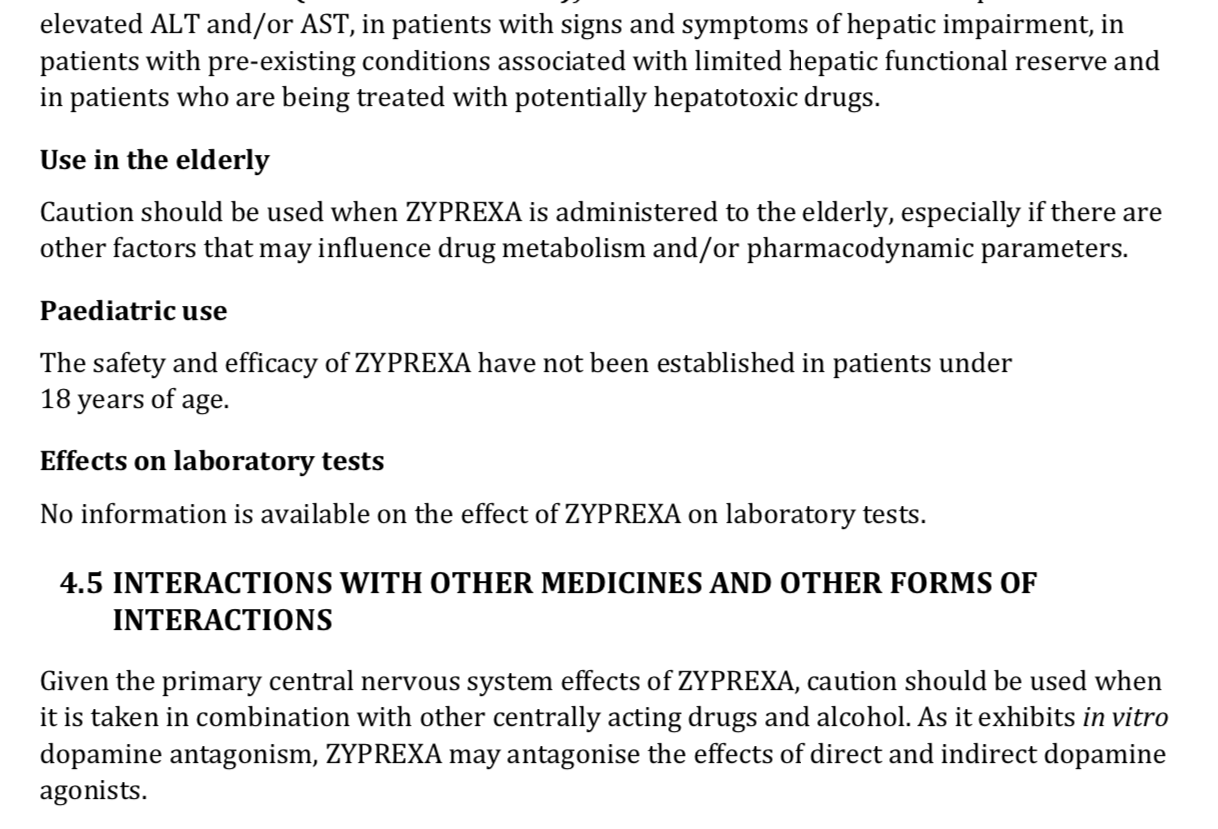 elevated ALT and/or AST, in patients with signs and symptoms of hepatic impairment, in
patients with pre-existing conditions associated with limited hepatic functional reserve and
in patients who are being treated with potentially hepatotoxic drugs.
Use in the elderly
Caution should be used when ZYPREXA is administered to the elderly, especially if there are
other factors that may influence drug metabolism and/or pharmacodynamic parameters.
Paediatric use
The safety and efficacy of ZYPREXA have not been established in patients under
18 years of age.
Effects on laboratory tests
No information is available on the effect of ZYPREXA on laboratory tests.
4.5 INTERACTIONS WITH OTHER MEDICINES AND OTHER FORMS OF
INTERACTIONS
Given the primary central nervous system effects of ZYPREXA, caution should be used when
it is taken in combination with other centrally acting drugs and alcohol. As it exhibits in vitro
dopamine antagonism, ZYPREXA may antagonise the effects of direct and indirect dopamine
agonists.